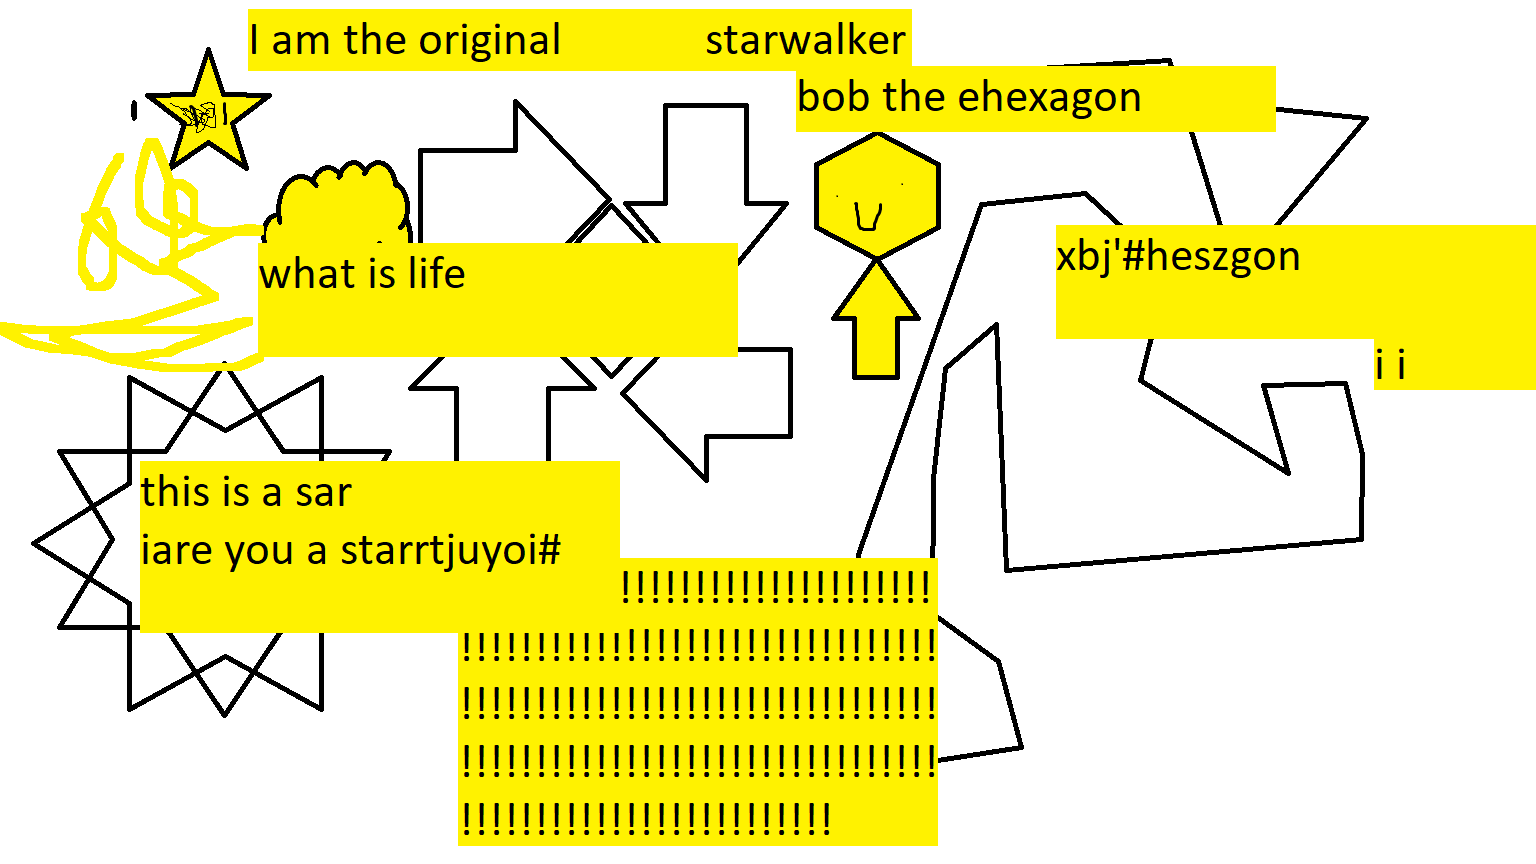 I am the original            starwalker
bob the ehexagon
what is life
xbj'#heszgon
i i
this is a sar
iare you a starrtjuyoi#
!!!!!!!!!!!!!!!!!!!!!
!!!!!!!!!!!!!!!!!!!!!!!!!!!!!!!!
!!!!!!!!!!!!!!!!!!!!!!!!!!!!!!!!
!!!!!!!!!!!!!!!!!!!!!!!!!!!!!!!!
!!!!!!!!!!!!!!!!!!!!!!!!!